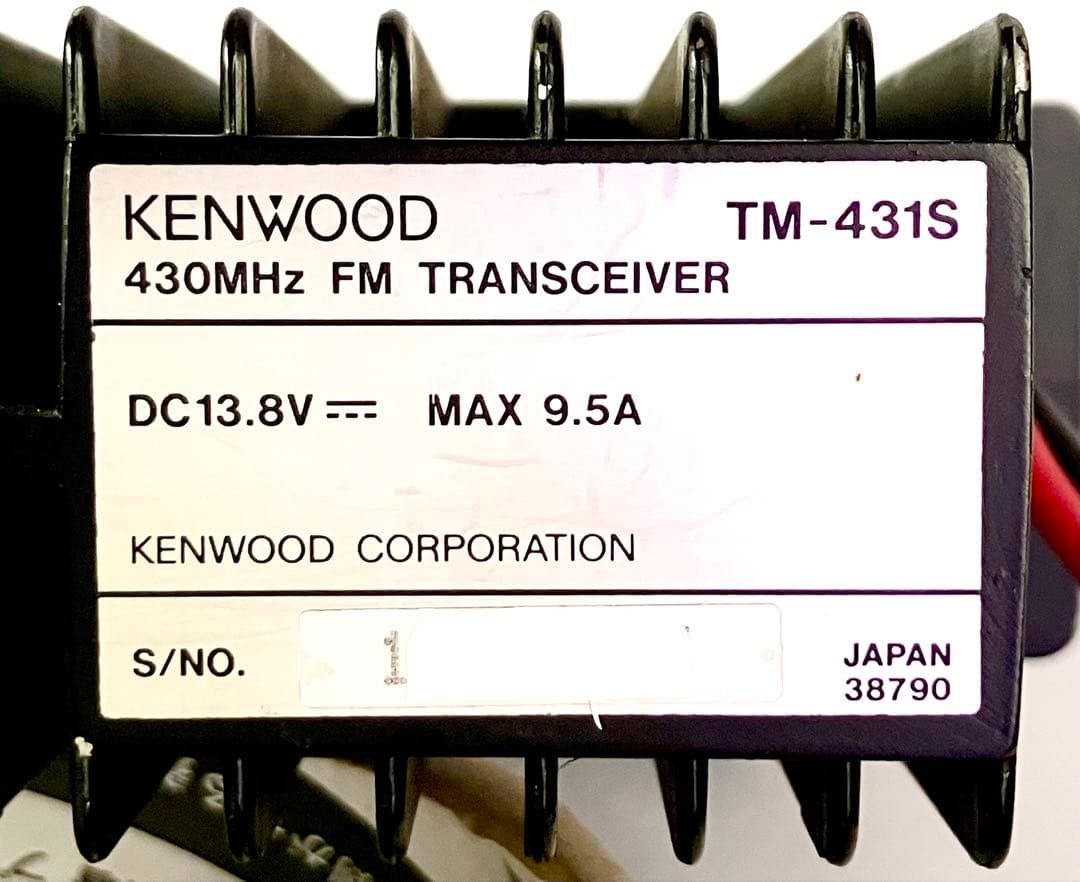 KENWOOD TM-431S
430MHz FM TRANSCEIVER
DC13.8V ⎓ MAX 9.5A
KENWOOD CORPORATION
S/NO.
JAPAN
38790